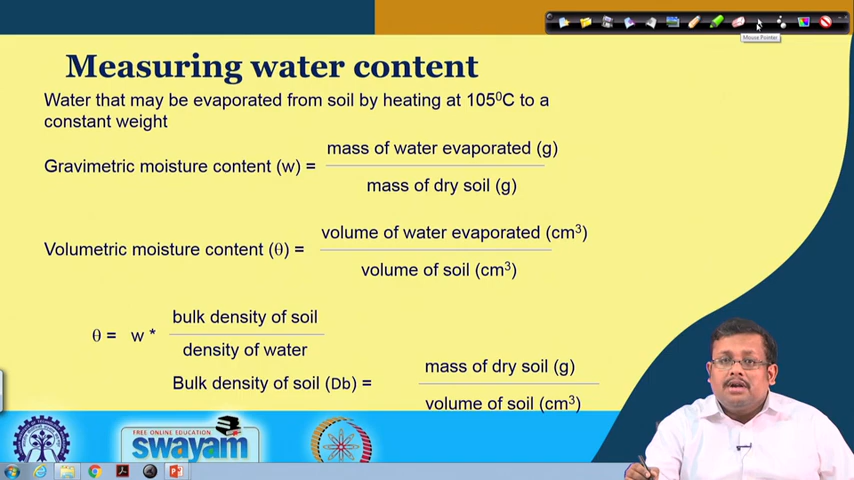 Mouse Pointer
Measuring water content
Water that may be evaporated from soil by heating at 105⁰C to a
constant weight
Gravimetric moisture content (w) =
mass of water evaporated (g)
mass of dry soil (g)
Volumetric moisture content (θ) =
volume of water evaporated (cm³)
volume of soil (cm³)
θ = w *
bulk density of soil
density of water
Bulk density of soil (Db) =
mass of dry soil (g)
volume of soil (cm³)
FREE ONLINE EDUCATION
swayam